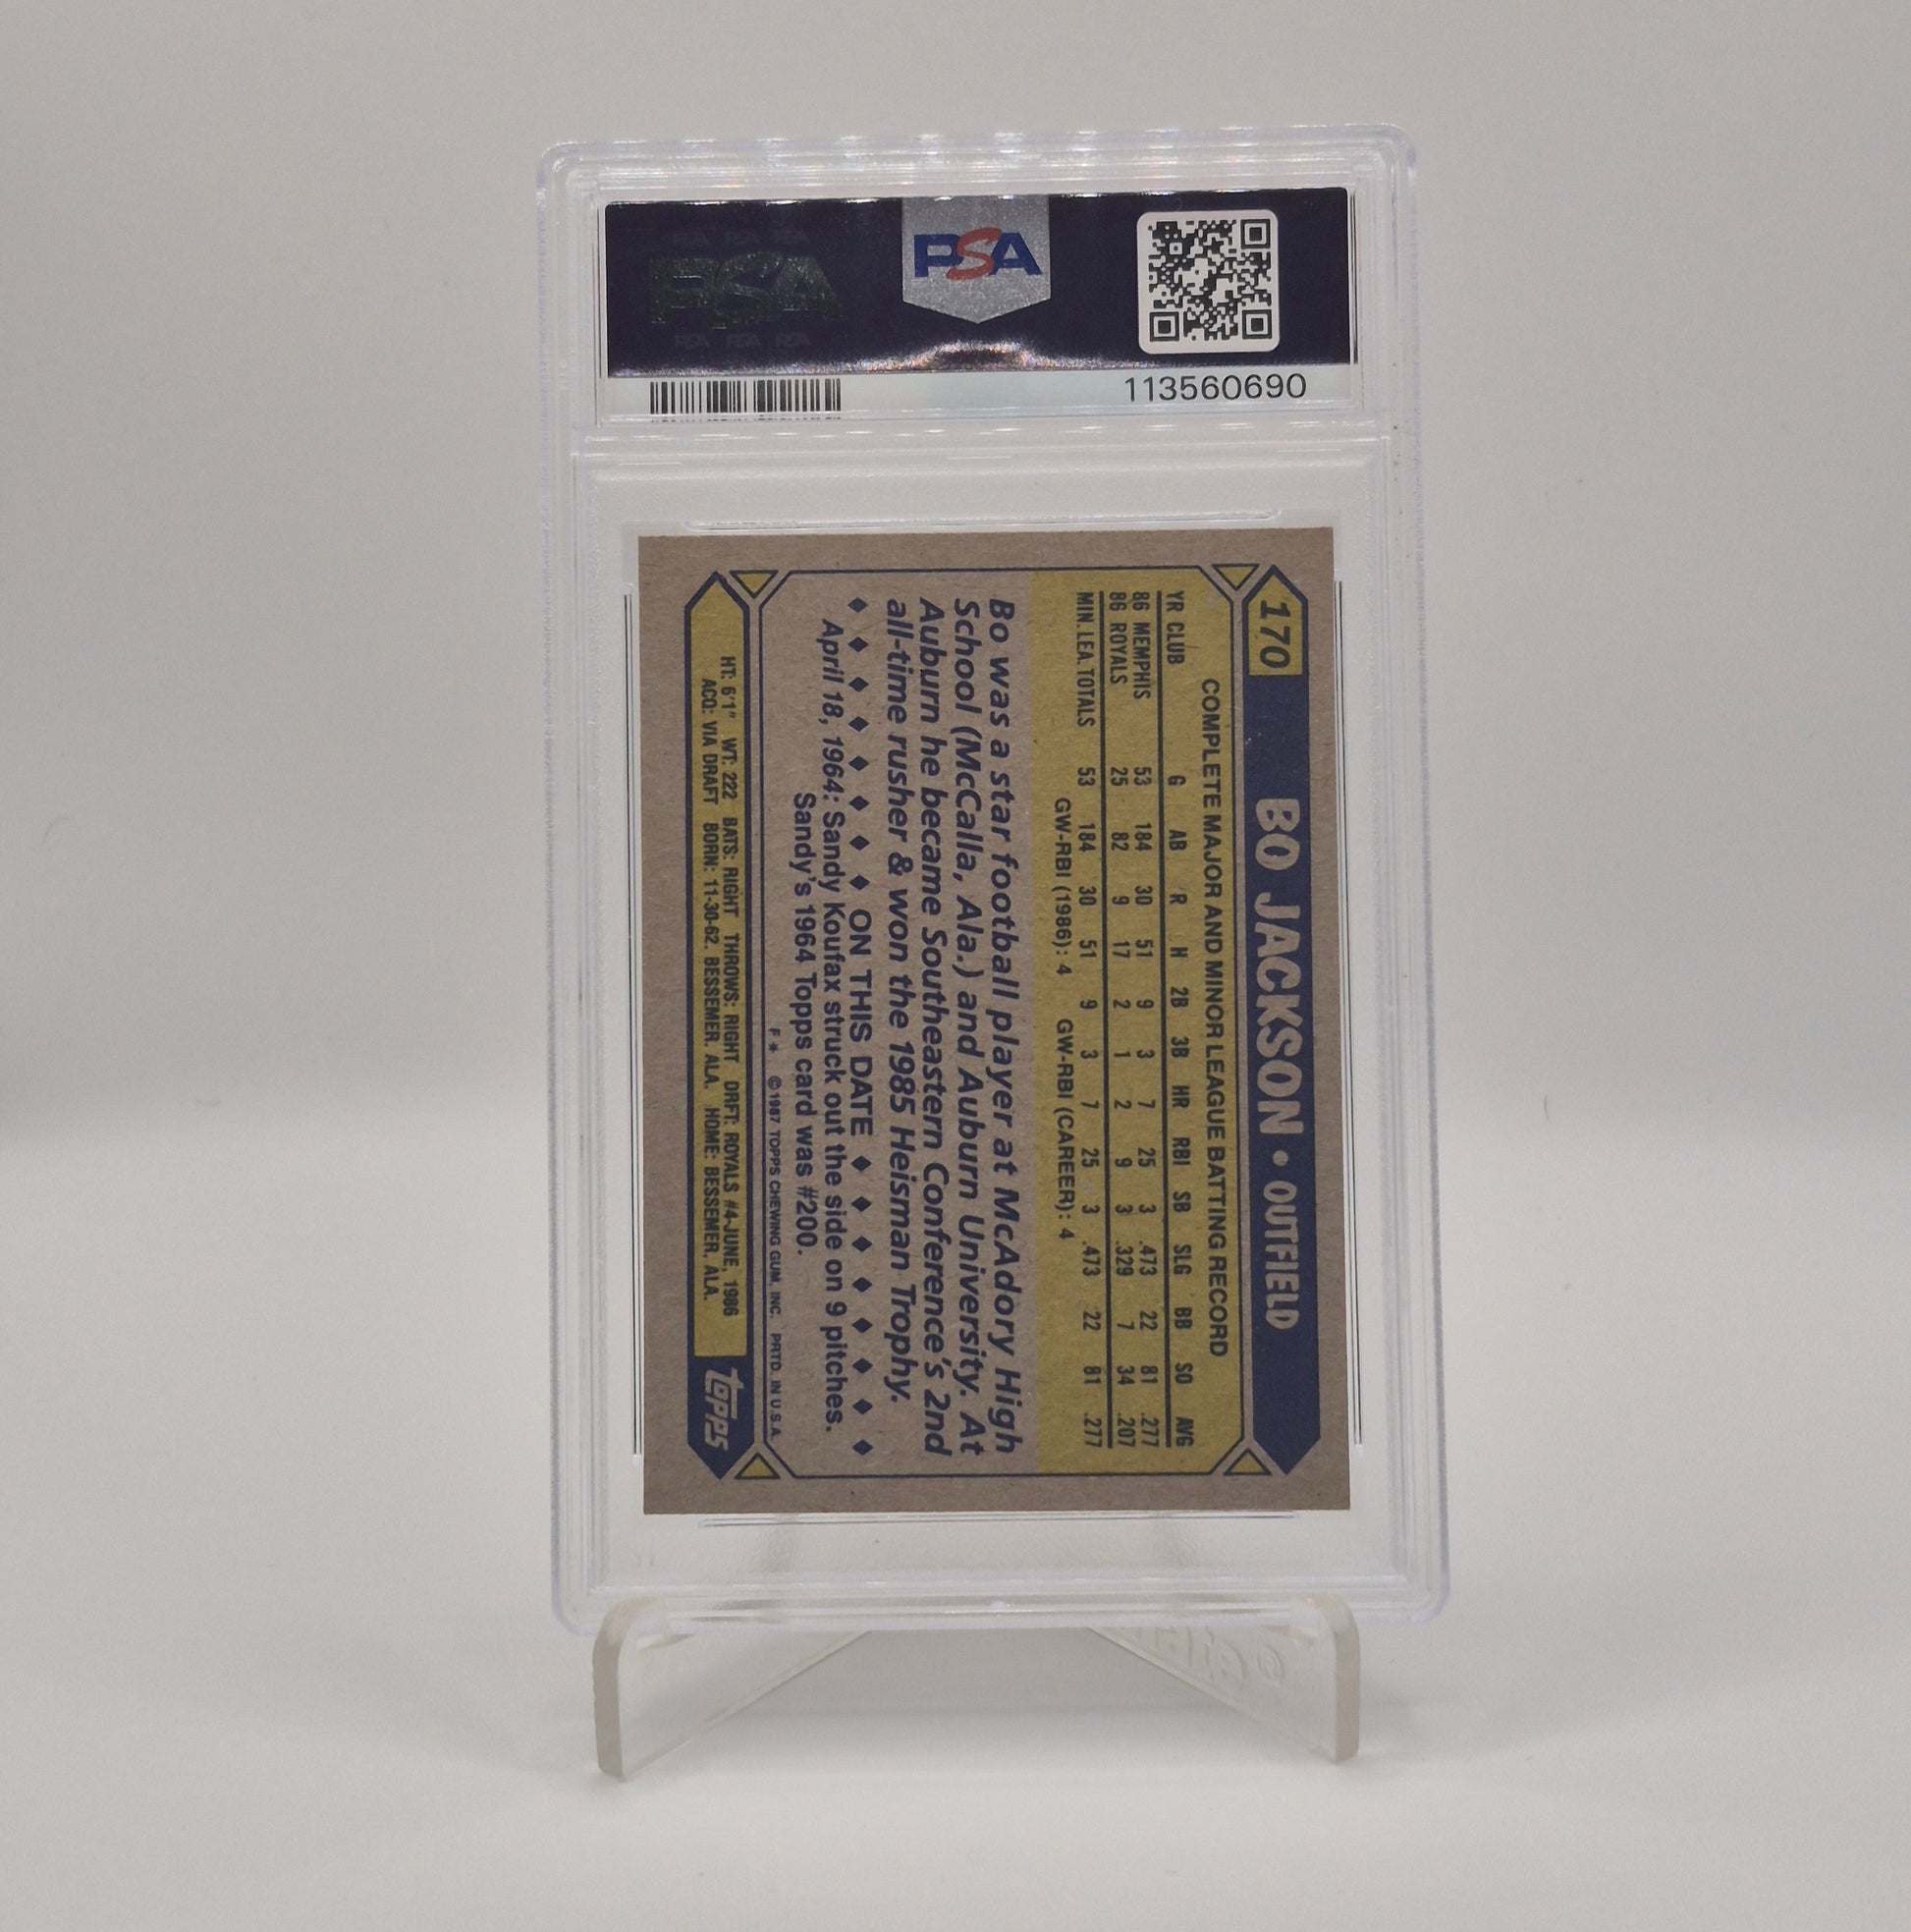 PSA
PSA PSA PSA
PSA
PSA PSA PSA
113560690
170
BO JACKSON • OUTFIELD
COMPLETE MAJOR AND MINOR LEAGUE BATTING RECORD
YR CLUB G AB R H 2B 3B HR RBI SB SLG BB SO AVG
86 MEMPHIS 53 184 30 51 9 3 7 25 3 .473 22 81 .277
86 ROYALS 25 82 9 17 2 1 2 9 3 .329 7 34 .207
MIN. LEA. TOTALS 53 184 30 51 9 3 7 25 3 .473 22 81 .277
GW-RBI (1986): 4 GW-RBI (CAREER): 4
Bo was a star football player at McAdory High
School (McCalla, Ala.) and Auburn University. At
Auburn he became Southeastern Conference's 2nd
all-time rusher & won the 1985 Heisman Trophy.
♦ ♦ ♦ ♦ ♦ ♦ ♦ ♦ ON THIS DATE ♦ ♦ ♦ ♦ ♦ ♦ ♦ ♦
April 18, 1964: Sandy Koufax struck out the side on 9 pitches.
Sandy's 1964 Topps card was #200.
F* ©1987 TOPPS CHEWING GUM, INC. PRTD. IN U.S.A.
HT: 6'1" WT: 222 BATS: RIGHT THROWS: RIGHT DRFT: ROYALS #4-JUNE, 1986
ACQ: VIA DRAFT BORN: 11-30-62, BESSEMER, ALA. HOME: BESSEMER, ALA.
topps